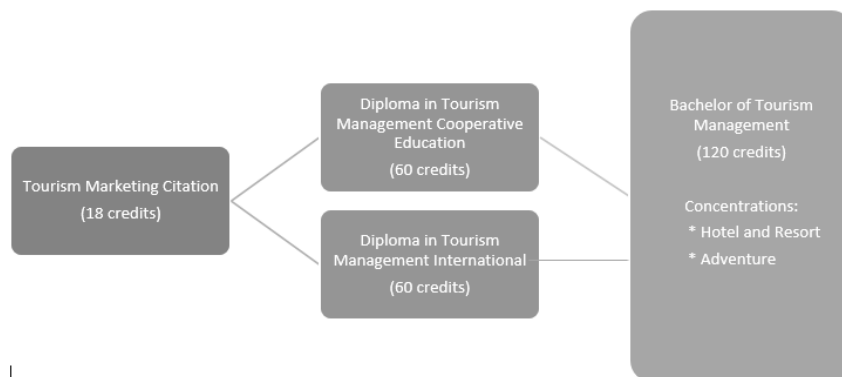 Tourism Marketing Citation
(18 credits)
Diploma in Tourism
Management Cooperative
Education
(60 credits)
Diploma in Tourism
Management International
(60 credits)
Bachelor of Tourism
Management
(120 credits)
Concentrations:
* Hotel and Resort
* Adventure